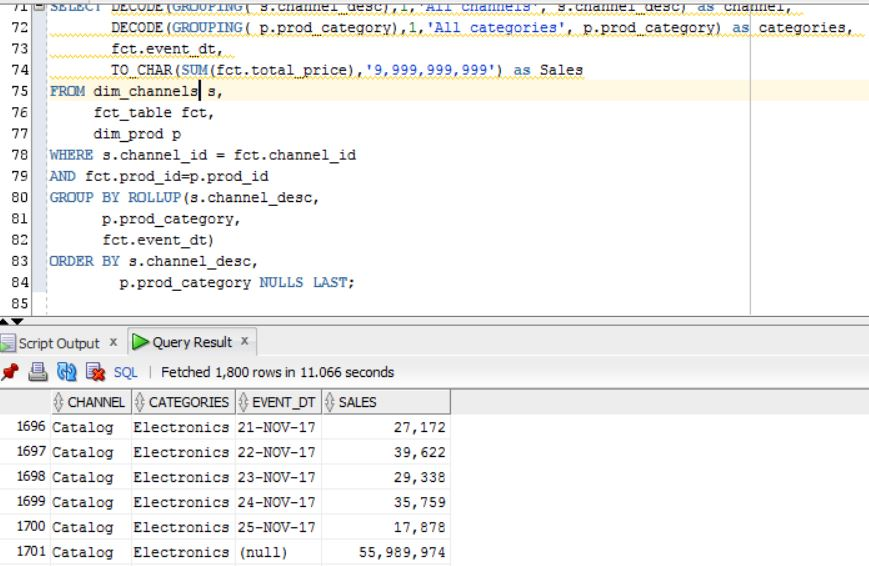 71 SELECT DECODE(GROUPING( s.channel_desc),1,'All channels', s.channel_desc) as channel,
72 DECODE(GROUPING( p.prod_category),1,'All categories', p.prod_category) as categories,
73 fct.event_dt,
74 TO_CHAR(SUM(fct.total_price),'9,999,999,999') as Sales
75 FROM dim_channels s,
76 fct_table fct,
77 dim_prod p
78 WHERE s.channel_id = fct.channel_id
79 AND fct.prod_id=p.prod_id
80 GROUP BY ROLLUP(s.channel_desc,
81 p.prod_category,
82 fct.event_dt)
83 ORDER BY s.channel_desc,
84 p.prod_category NULLS LAST;
85
Script Output x Query Result x
SQL | Fetched 1,800 rows in 11.066 seconds
CHANNEL CATEGORIES EVENT_DT SALES
1696 Catalog Electronics 21-NOV-17 27,172
1697 Catalog Electronics 22-NOV-17 39,622
1698 Catalog Electronics 23-NOV-17 29,338
1699 Catalog Electronics 24-NOV-17 35,759
1700 Catalog Electronics 25-NOV-17 17,878
1701 Catalog Electronics (null) 55,989,974